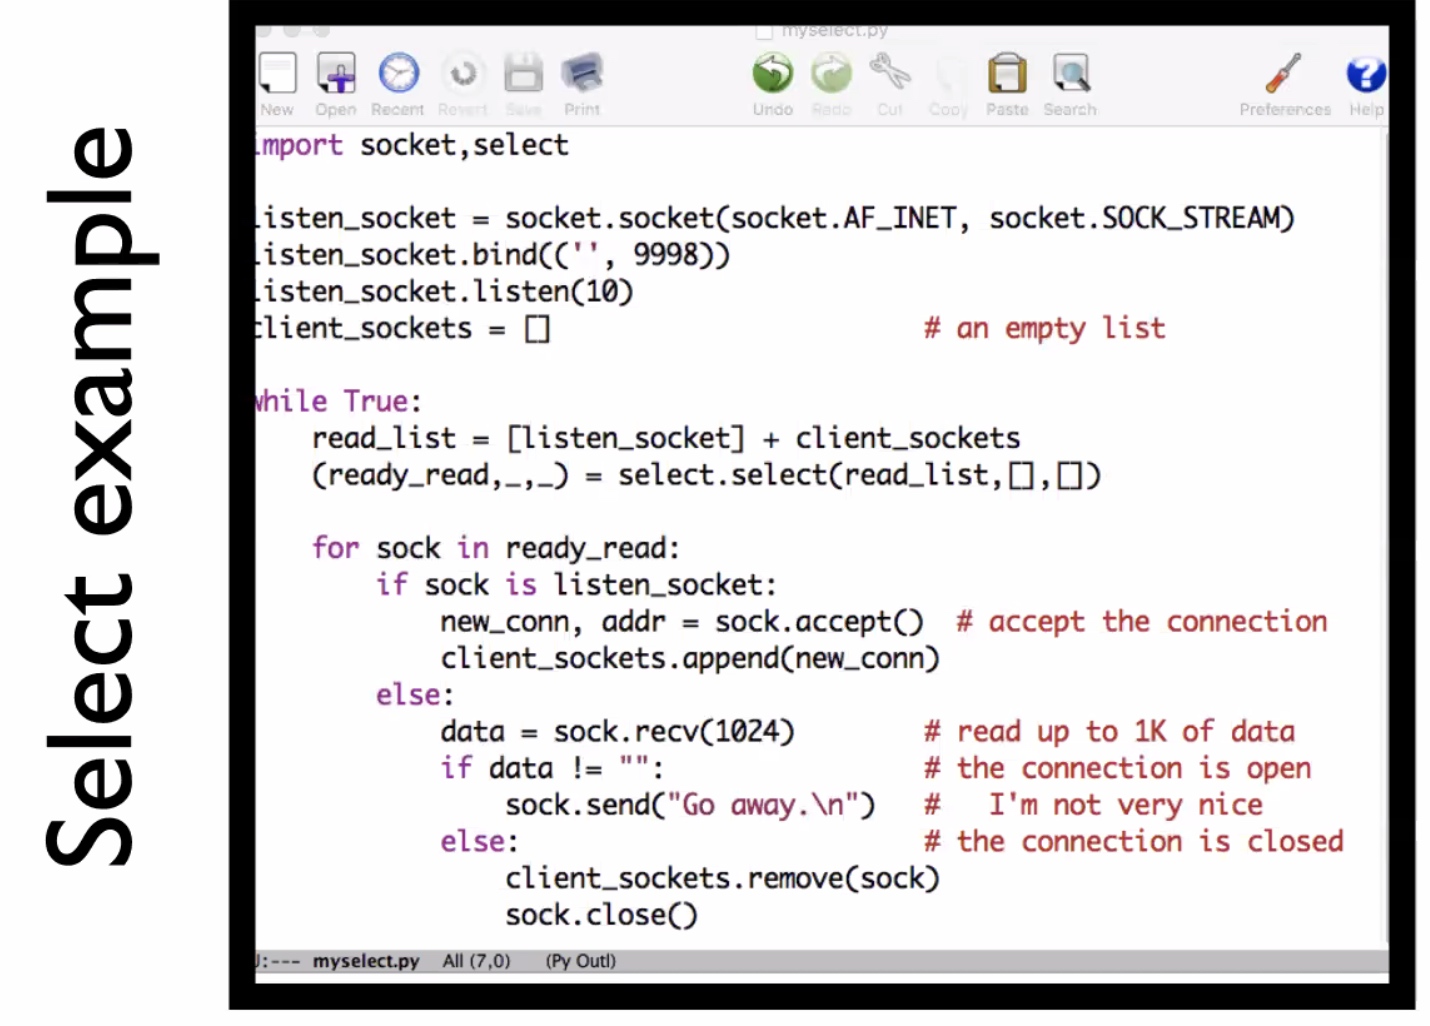 Select example
myselect.py
New Open Recent Revert Save Print Undo Redo Cut Copy Paste Search Preferences Help
import socket,select
listen_socket = socket.socket(socket.AF_INET, socket.SOCK_STREAM)
listen_socket.bind(('', 9998))
listen_socket.listen(10)
client_sockets = [] # an empty list
while True:
read_list = [listen_socket] + client_sockets
(ready_read,_,_) = select.select(read_list,[],[])
for sock in ready_read:
if sock is listen_socket:
new_conn, addr = sock.accept() # accept the connection
client_sockets.append(new_conn)
else:
data = sock.recv(1024) # read up to 1K of data
if data != "": # the connection is open
sock.send("Go away.\n") # I'm not very nice
else: # the connection is closed
client_sockets.remove(sock)
sock.close()
U:--- myselect.py All (7,0) (Py Outl)